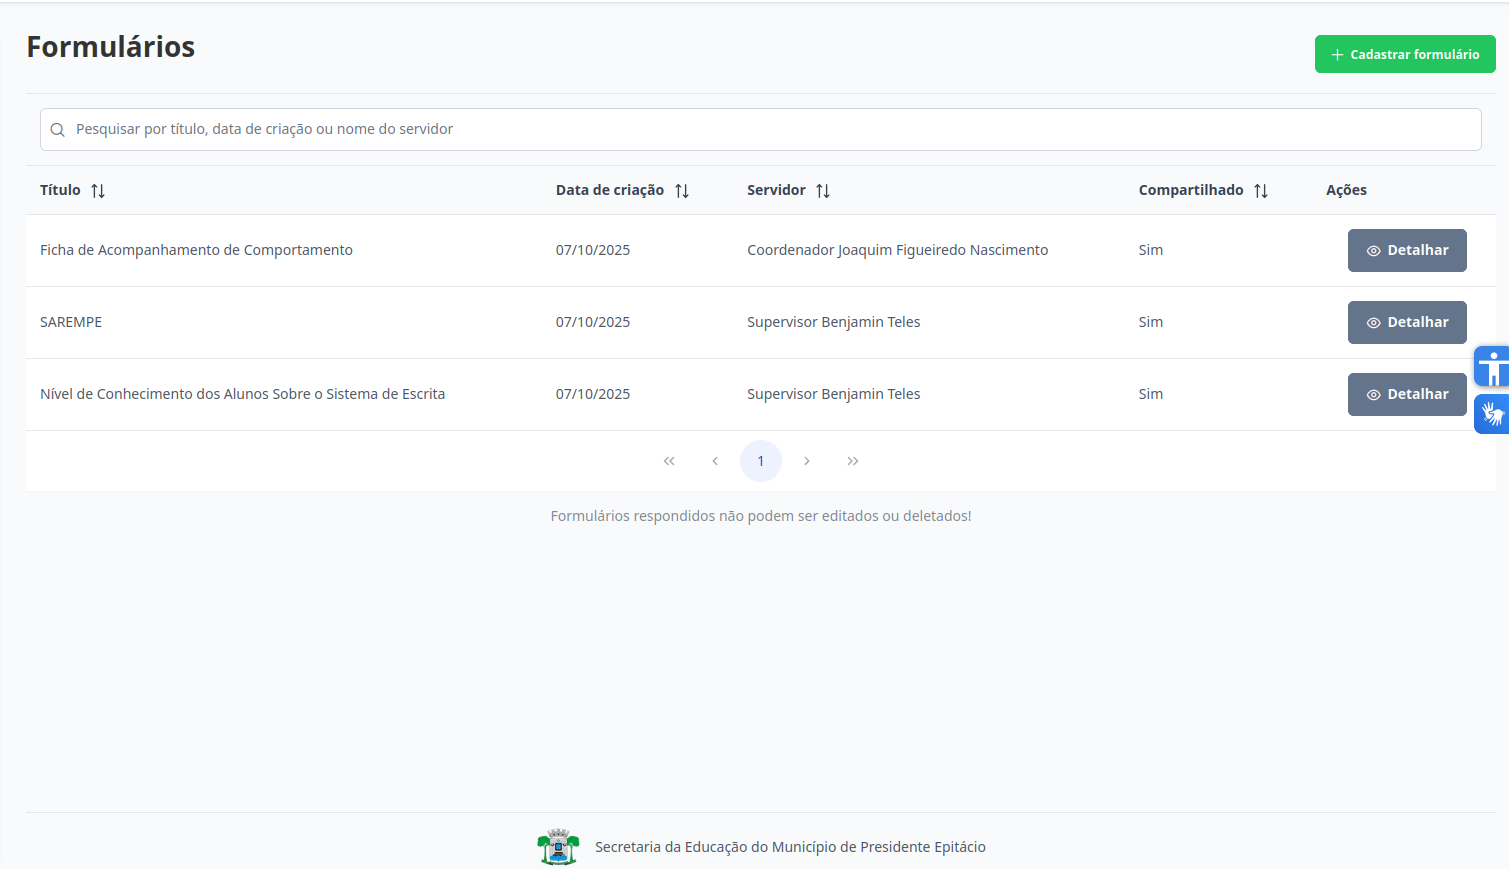 Formulários
Cadastrar formulário
Pesquisar por título, data de criação ou nome do servidor
Título Data de criação Servidor Compartilhado Ações
Ficha de Acompanhamento de Comportamento 07/10/2025 Coordenador Joaquim Figueiredo Nascimento Sim Detalhar
SAREMPE 07/10/2025 Supervisor Benjamin Teles Sim Detalhar
Nível de Conhecimento dos Alunos Sobre o Sistema de Escrita 07/10/2025 Supervisor Benjamin Teles Sim Detalhar
1
Formulários respondidos não podem ser editados ou deletados!
Secretaria da Educação do Município de Presidente Epitácio